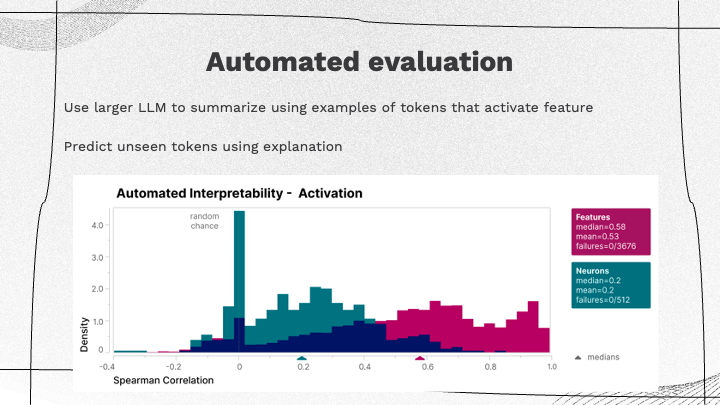 Automated evaluation
Use larger LLM to summarize using examples of tokens that activate feature
Predict unseen tokens using explanation
Automated Interpretability - Activation
random
chance
4.0
3.0
2.0
1.0
0
Density
-0.4
-0.2
0
0.2
0.4
0.6
0.8
1.0
Spearman Correlation
Features
median=0.58
mean=0.53
failures=0/3676
Neurons
median=0.2
mean=0.2
failures=0/512
medians